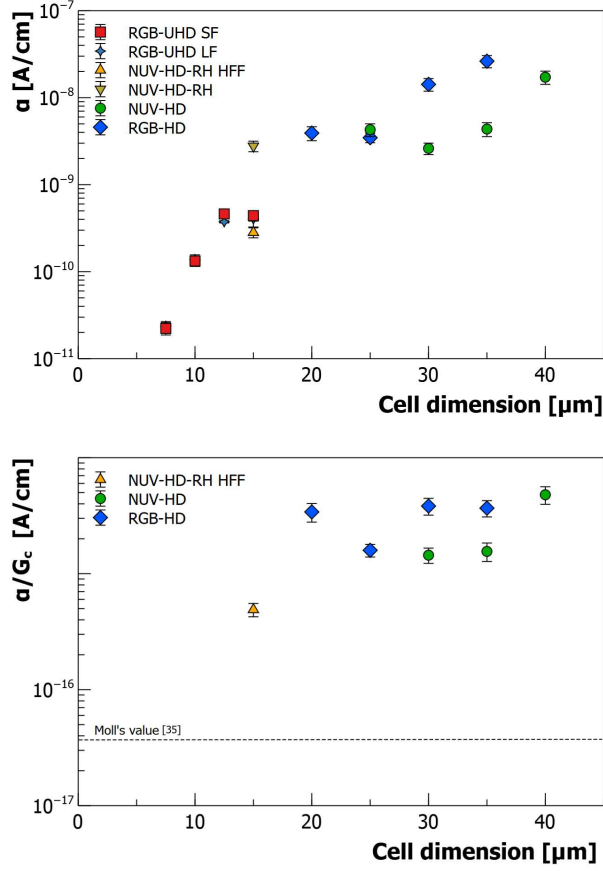 α [A/cm]
10⁻⁷
10⁻⁸
10⁻⁹
10⁻¹⁰
10⁻¹¹
RGB-UHD SF
RGB-UHD LF
NUV-HD-RH HFF
NUV-HD-RH
NUV-HD
RGB-HD
0 10 20 30 40
Cell dimension [µm]
α/G꜀ [A/cm]
NUV-HD-RH HFF
NUV-HD
RGB-HD
10⁻¹⁶
Moll's value [35]
10⁻¹⁷
0 10 20 30 40
Cell dimension [µm]